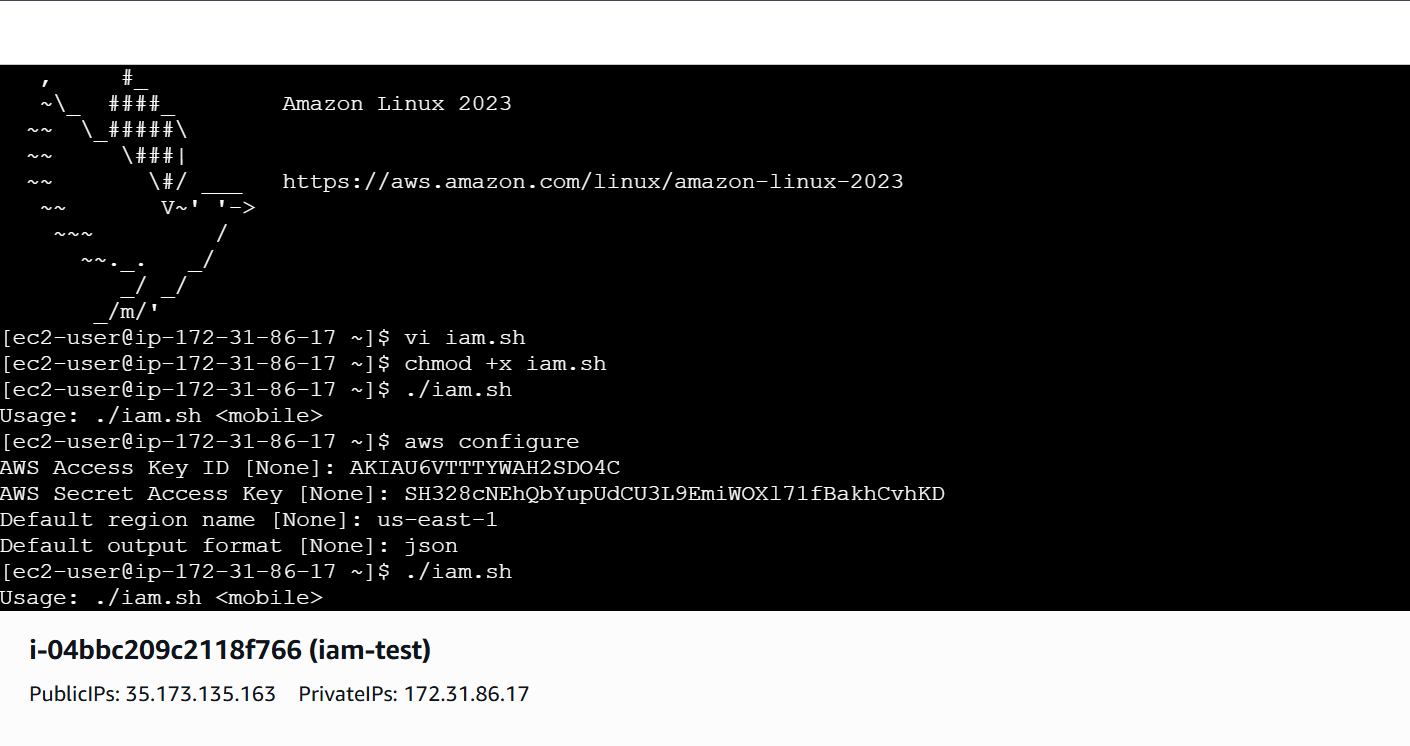 , #_
~\_ ####_ Amazon Linux 2023
~~ \_#####\
~~ \###|
~~ \#/ ___ https://aws.amazon.com/linux/amazon-linux-2023
~~ V~' '->
~~~ /
~~._. _/
_/ _/
_/m/'
[ec2-user@ip-172-31-86-17 ~]$ vi iam.sh
[ec2-user@ip-172-31-86-17 ~]$ chmod +x iam.sh
[ec2-user@ip-172-31-86-17 ~]$ ./iam.sh
Usage: ./iam.sh <mobile>
[ec2-user@ip-172-31-86-17 ~]$ aws configure
AWS Access Key ID [None]: AKIAU6VTTTYWAH2SDO4C
AWS Secret Access Key [None]: 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
Default region name [None]: us-east-1
Default output format [None]: json
[ec2-user@ip-172-31-86-17 ~]$ ./iam.sh
Usage: ./iam.sh <mobile>
i-04bbc209c2118f766 (iam-test)
PublicIPs: 35.173.135.163 PrivateIPs: 172.31.86.17